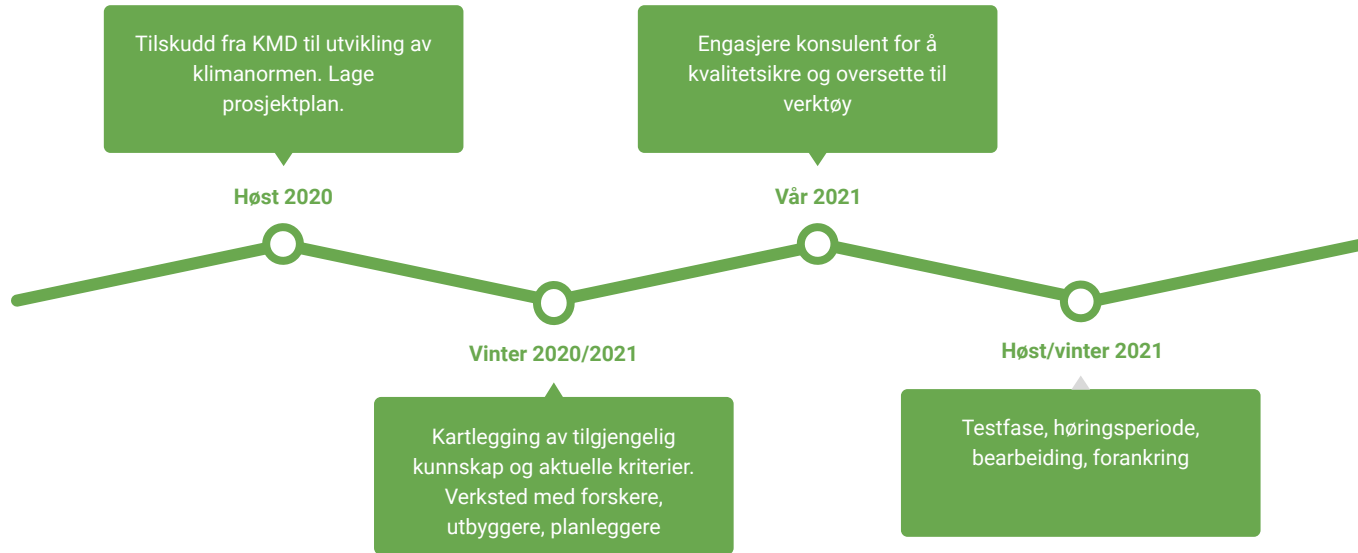 Tilskudd fra KMD til utvikling av
klimanormen. Lage
prosjektplan.
Høst 2020
Vinter 2020/2021
Kartlegging av tilgjengelig
kunnskap og aktuelle kriterier.
Verksted med forskere,
utbyggere, planleggere
Engasjere konsulent for å
kvalitetsikre og oversette til
verktøy
Vår 2021
Høst/vinter 2021
Testfase, høringsperiode,
bearbeiding, forankring